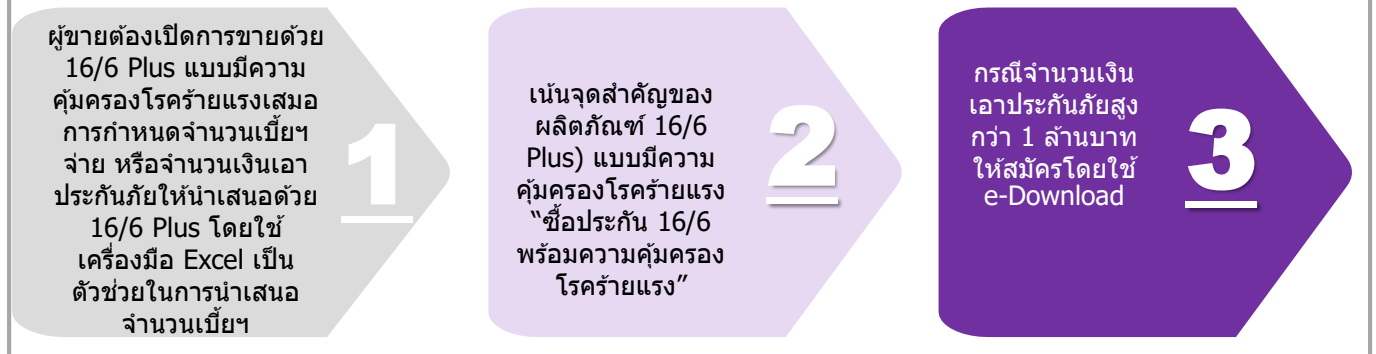 ผู้ขายต้องเปิดการขายด้วย
16/6 Plus แบบมีความ
คุ้มครองโรคร้ายแรงเสมอ
การกำหนดจำนวนเบี้ยฯ
จ่าย หรือจำนวนเงินเอา
ประกันภัยให้นำเสนอด้วย
16/6 Plus โดยใช้
เครื่องมือ Excel เป็น
ตัวช่วยในการนำเสนอ
จำนวนเบี้ยฯ
1
เน้นจุดสำคัญของ
ผลิตภัณฑ์ 16/6
Plus) แบบมีความ
คุ้มครองโรคร้ายแรง
“ซื้อประกัน 16/6
พร้อมความคุ้มครอง
โรคร้ายแรง”
2
กรณีจำนวนเงิน
เอาประกันภัยสูง
กว่า 1 ล้านบาท
ให้สมัครโดยใช้
e-Download
3